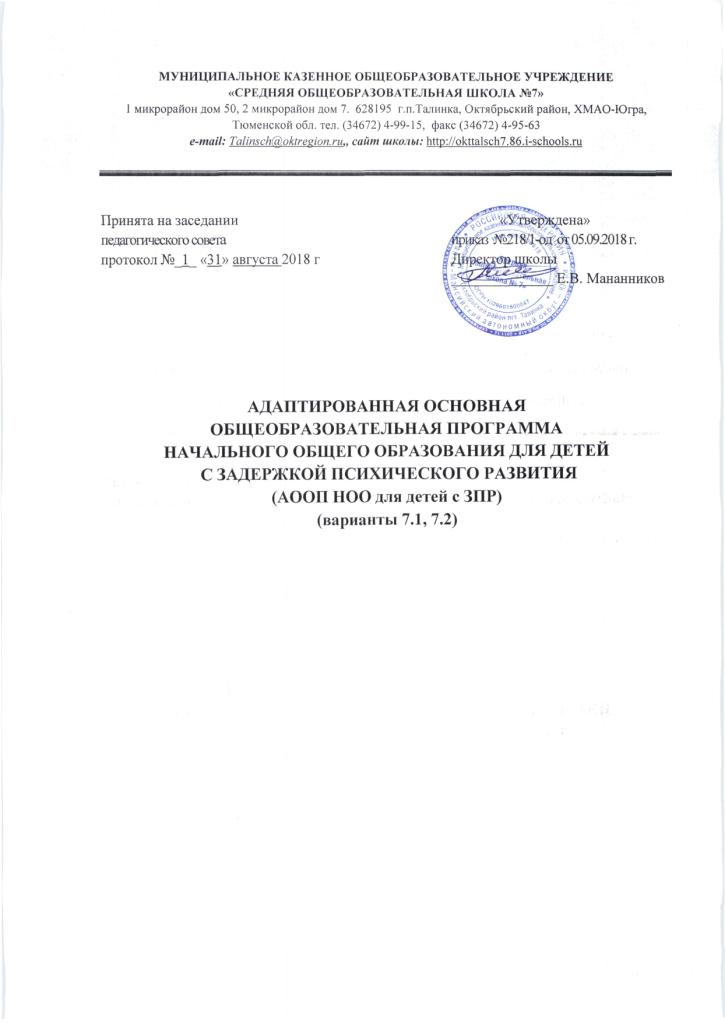 МУНИЦИПАЛЬНОЕ КАЗЕННОЕ ОБЩЕОБРАЗОВАТЕЛЬНОЕ УЧРЕЖДЕНИЕ
«СРЕДНЯЯ ОБЩЕОБРАЗОВАТЕЛЬНАЯ ШКОЛА №7»
1 микрорайон дом 50, 2 микрорайон дом 7. 628195 г.п.Талинка, Октябрьский район, ХМАО-Югра,
Тюменской обл. тел. (34672) 4-99-15, факс (34672) 4-95-63
e-mail: Talinsch@oktregion.ru,, сайт школы: http://okttalsch7.86.i-schools.ru
Принята на заседании
педагогического совета
протокол №_1_ «31» августа 2018 г
«Утверждена»
приказ №218/1-од от 05.09.2018 г.
Директор школы
Е.В. Мананников
АДАПТИРОВАННАЯ ОСНОВНАЯ
ОБЩЕОБРАЗОВАТЕЛЬНАЯ ПРОГРАММА
НАЧАЛЬНОГО ОБЩЕГО ОБРАЗОВАНИЯ ДЛЯ ДЕТЕЙ
С ЗАДЕРЖКОЙ ПСИХИЧЕСКОГО РАЗВИТИЯ
(АООП НОО для детей с ЗПР)
(варианты 7.1, 7.2)